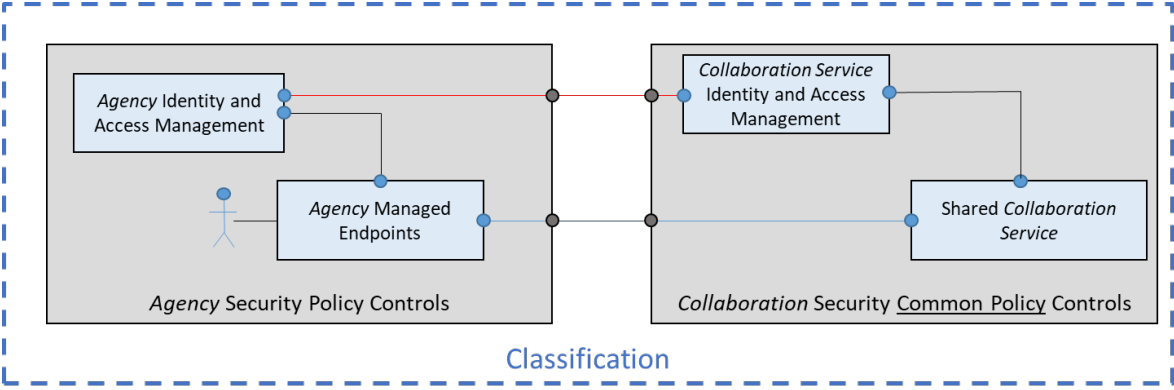 Agency Identity and
Access Management
Agency Managed
Endpoints
Agency Security Policy Controls
Collaboration Service
Identity and Access
Management
Shared Collaboration
Service
Collaboration Security Common Policy Controls
Classification